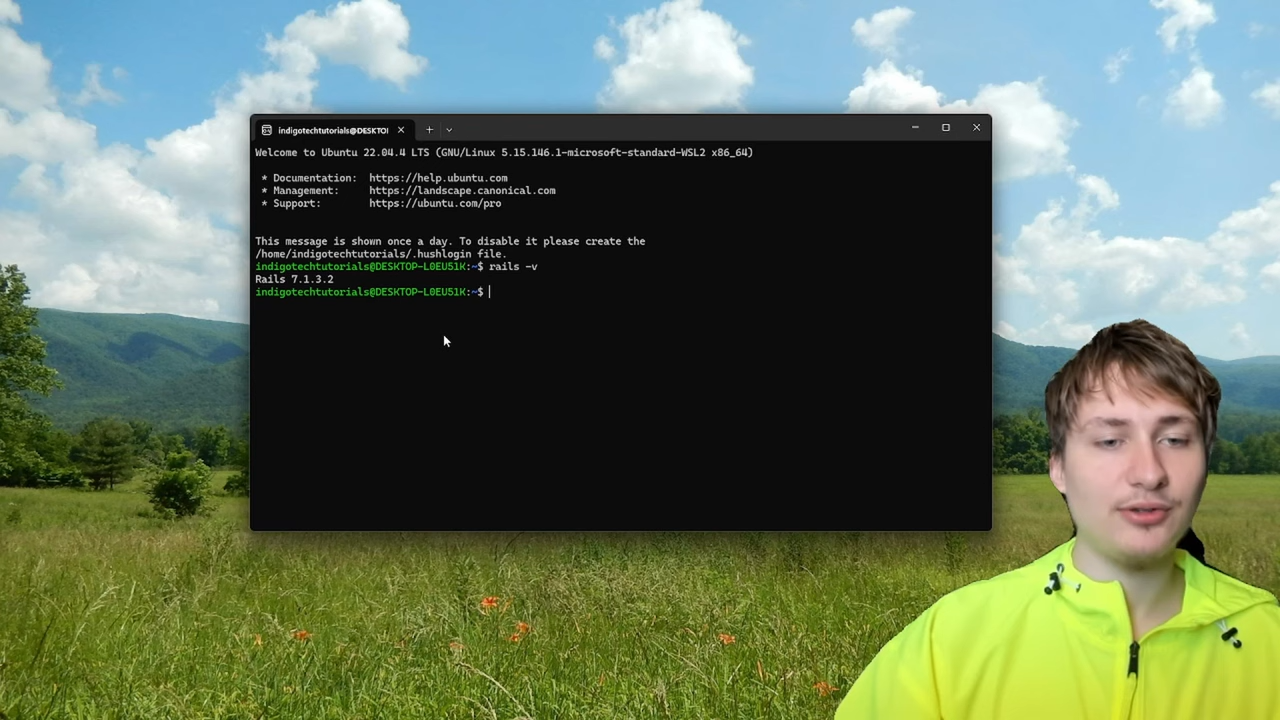 indigotechtutorials@DESKTO
Welcome to Ubuntu 22.04.4 LTS (GNU/Linux 5.15.146.1-microsoft-standard-WSL2 x86_64)
* Documentation: https://help.ubuntu.com
* Management: https://landscape.canonical.com
* Support: https://ubuntu.com/pro
This message is shown once a day. To disable it please create the
/home/indigotechtutorials/.hushlogin file.
indigotechtutorials@DESKTOP-L0EU51K:~$ rails -v
Rails 7.1.3.2
indigotechtutorials@DESKTOP-L0EU51K:~$